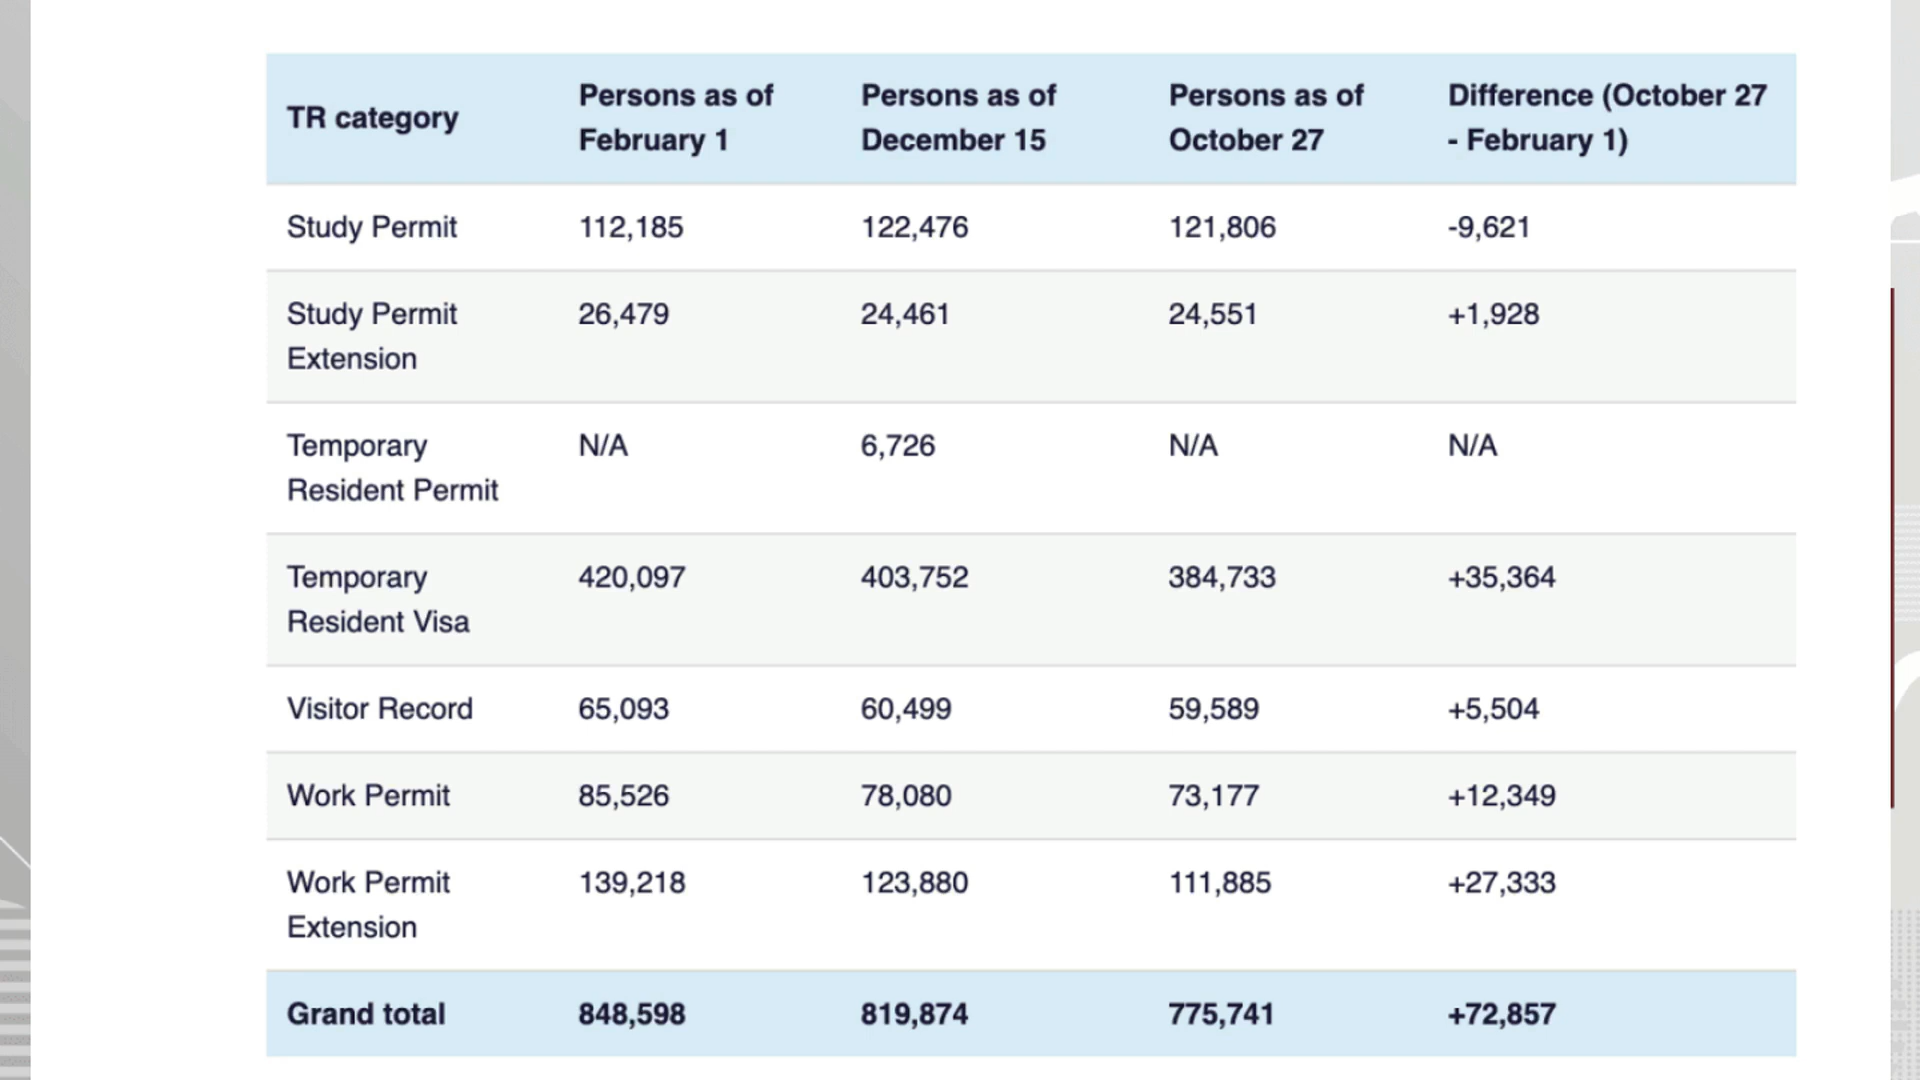 TR category
Persons as of
February 1
Persons as of
December 15
Persons as of
October 27
Difference (October 27
- February 1)
Study Permit 112,185 122,476 121,806 -9,621
Study Permit
Extension
26,479 24,461 24,551 +1,928
Temporary
Resident Permit
N/A 6,726 N/A N/A
Temporary
Resident Visa
420,097 403,752 384,733 +35,364
Visitor Record 65,093 60,499 59,589 +5,504
Work Permit 85,526 78,080 73,177 +12,349
Work Permit
Extension
139,218 123,880 111,885 +27,333
Grand total 848,598 819,874 775,741 +72,857